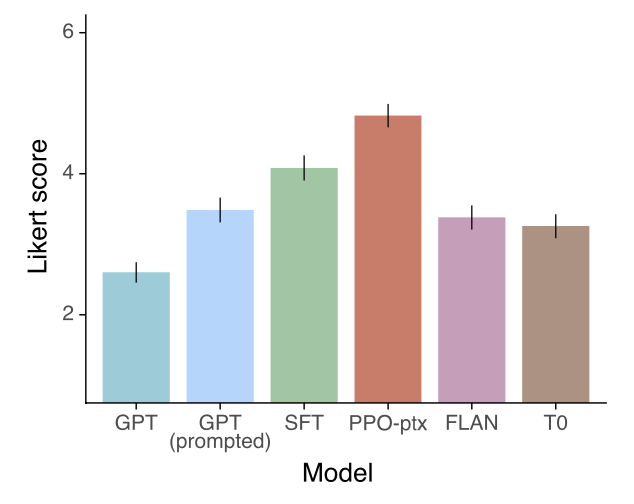 6
4
2
Likert score
GPT GPT SFT PPO-ptx FLAN T0
(prompted)
Model